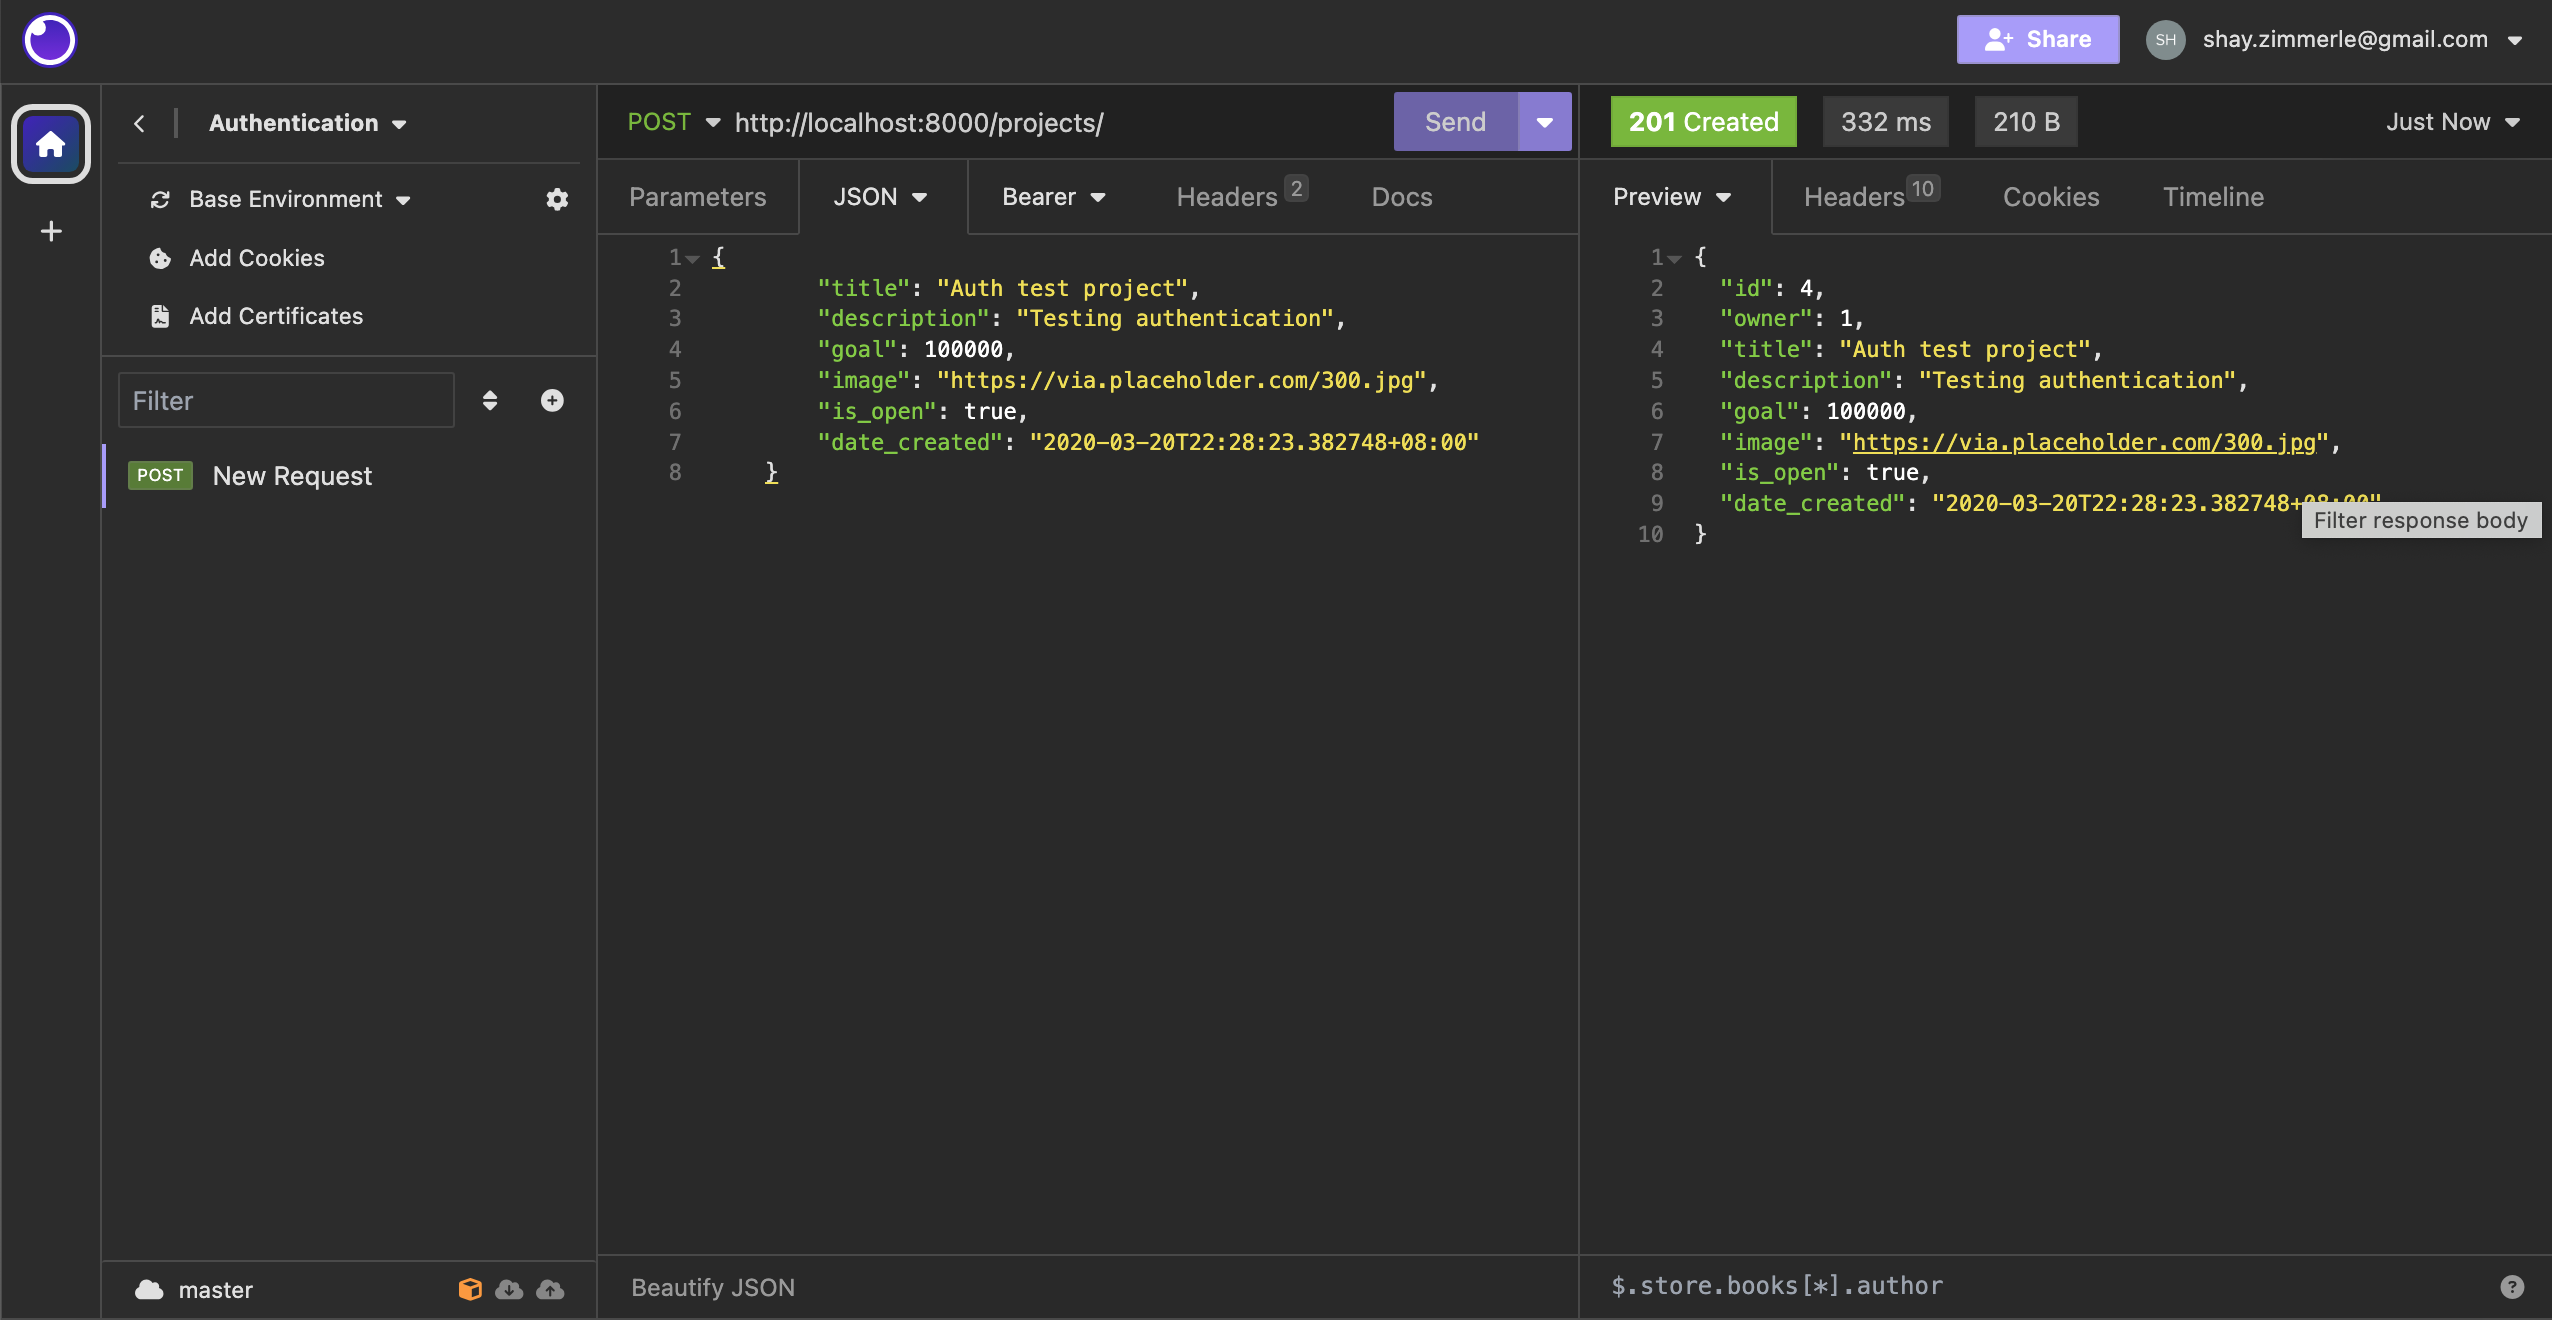 Share
SH
shay.zimmerle@gmail.com
Authentication
Base Environment
Add Cookies
Add Certificates
Filter
POST New Request
master
POST http://localhost:8000/projects/
Send
Parameters JSON Bearer Headers 2 Docs
1 {
2 "title": "Auth test project",
3 "description": "Testing authentication",
4 "goal": 100000,
5 "image": "https://via.placeholder.com/300.jpg",
6 "is_open": true,
7 "date_created": "2020-03-20T22:28:23.382748+08:00"
8 }
Beautify JSON
201 Created 332 ms 210 B Just Now
Preview Headers 10 Cookies Timeline
1 {
2 "id": 4,
3 "owner": 1,
4 "title": "Auth test project",
5 "description": "Testing authentication",
6 "goal": 100000,
7 "image": "https://via.placeholder.com/300.jpg",
8 "is_open": true,
9 "date_created": "2020-03-20T22:28:23.382748+08:00"
10 }
Filter response body
$.store.books[*].author
?